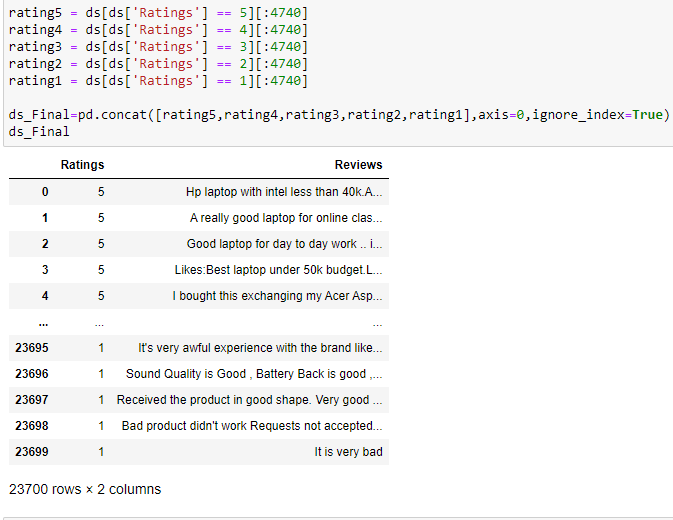 rating5 = ds[ds['Ratings'] == 5][:4740]
rating4 = ds[ds['Ratings'] == 4][:4740]
rating3 = ds[ds['Ratings'] == 3][:4740]
rating2 = ds[ds['Ratings'] == 2][:4740]
rating1 = ds[ds['Ratings'] == 1][:4740]
ds_Final=pd.concat([rating5,rating4,rating3,rating2,rating1],axis=0,ignore_index=True)
ds_Final
Ratings Reviews
0 5 Hp laptop with intel less than 40k.A...
1 5 A really good laptop for online clas...
2 5 Good laptop for day to day work .. i...
3 5 Likes:Best laptop under 50k budget.L...
4 5 I bought this exchanging my Acer Asp...
... ... ...
23695 1 It's very awful experience with the brand like...
23696 1 Sound Quality is Good , Battery Back is good ,...
23697 1 Received the product in good shape. Very good ...
23698 1 Bad product didn't work Requests not accepted...
23699 1 It is very bad
23700 rows × 2 columns